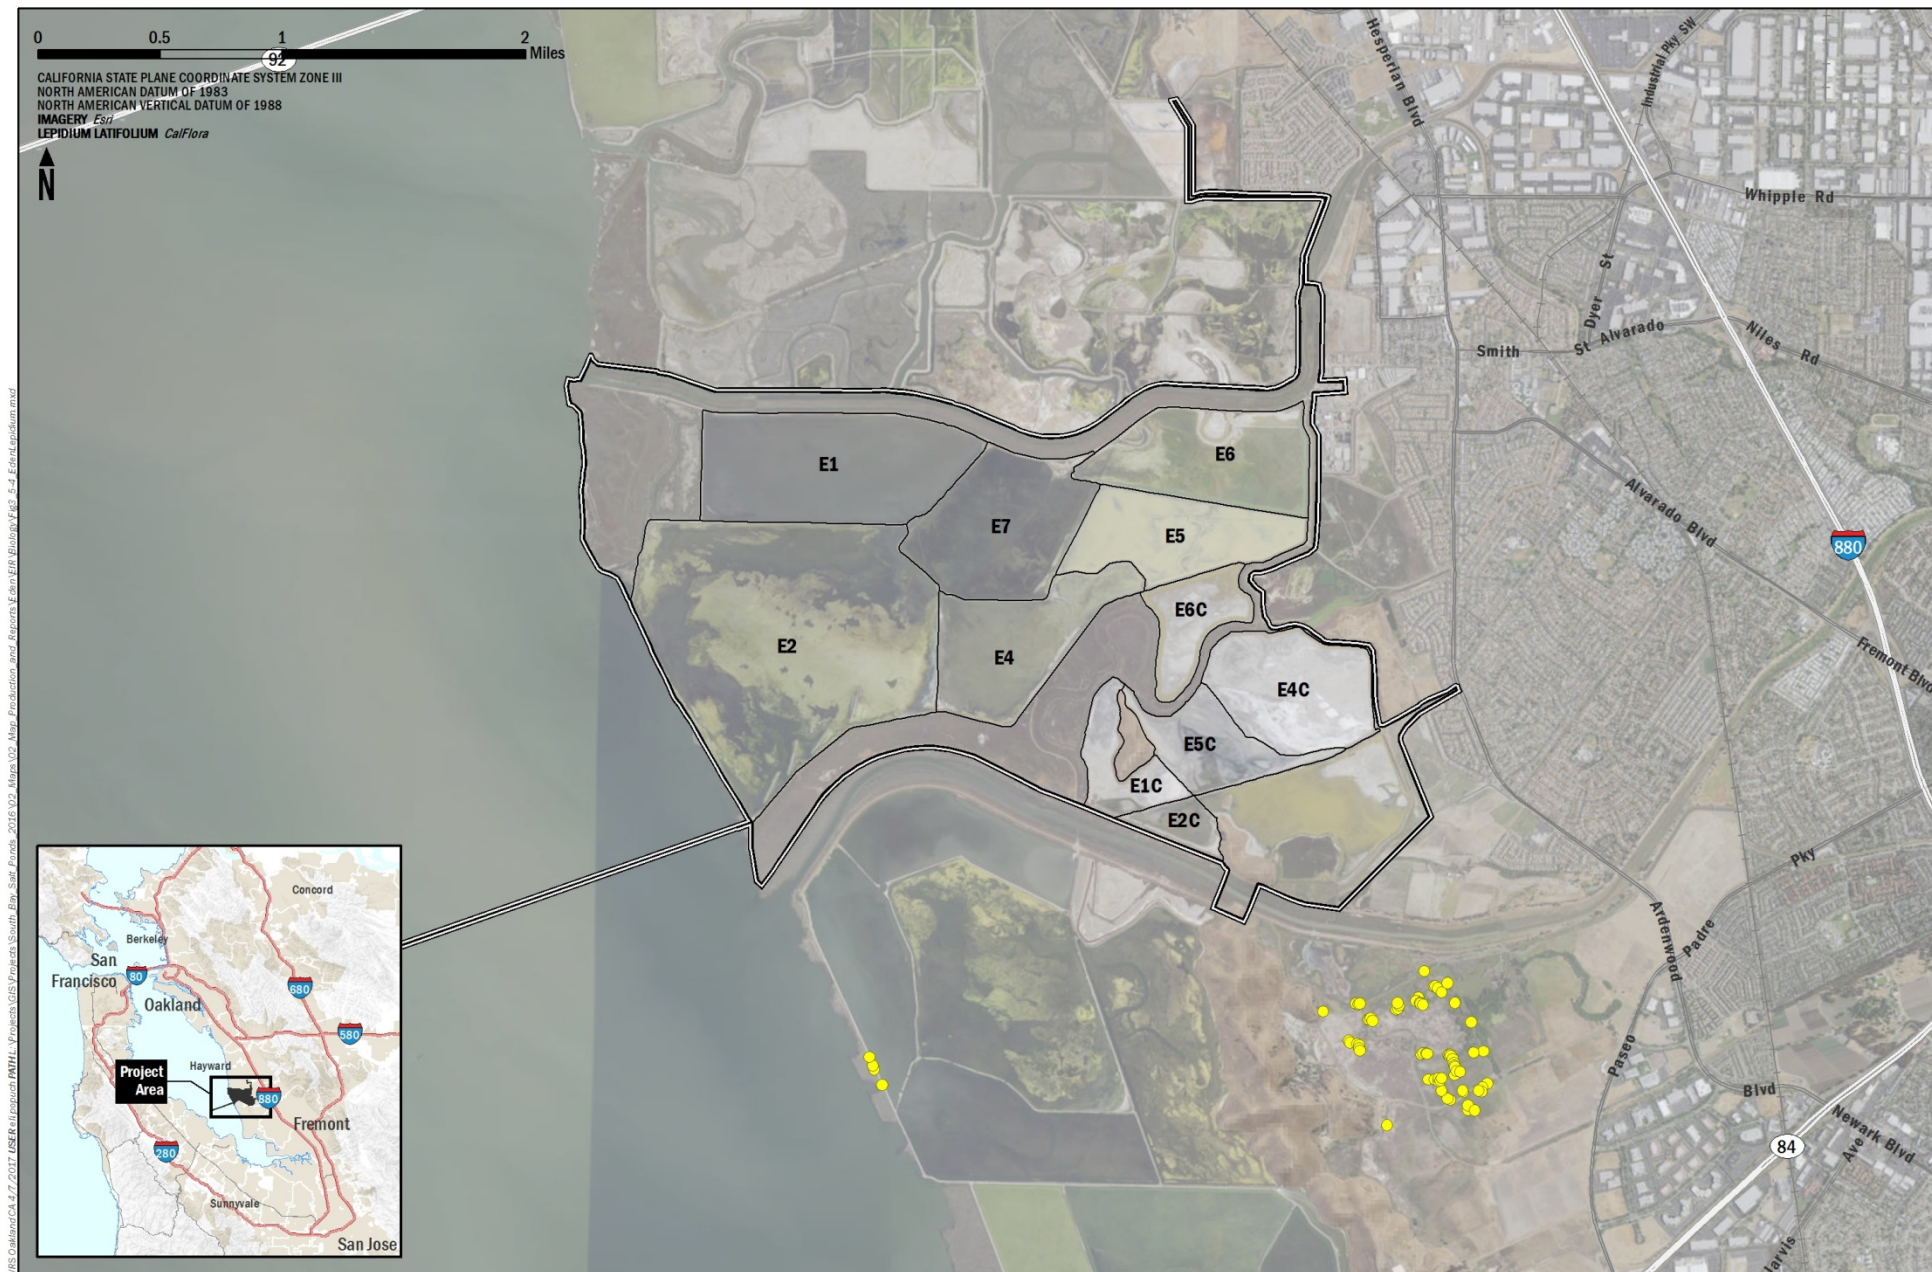 0 0.5 1 2
Miles
92
CALIFORNIA STATE PLANE COORDINATE SYSTEM ZONE III
NORTH AMERICAN DATUM OF 1983
NORTH AMERICAN VERTICAL DATUM OF 1988
IMAGERY Esri
LEPIDIUM LATIFOLIUM CalFlora
N
Hesperian Blvd
Industrial Pky SW
Whipple Rd
Dyer St
Smith St
Alvarado Niles Rd
Alvarado Blvd
880
Fremont Blvd
E1
E6
E7
E5
E6C
E2
E4
E4C
E5C
E1C
E2C
Ardenwood Blvd
Paseo Padre Pky
84
Newark Blvd
Jarvis Ave
Concord
Berkeley
San
Francisco
80
680
Oakland
580
Hayward
Project
Area
880
Fremont
280
Sunnyvale
San Jose